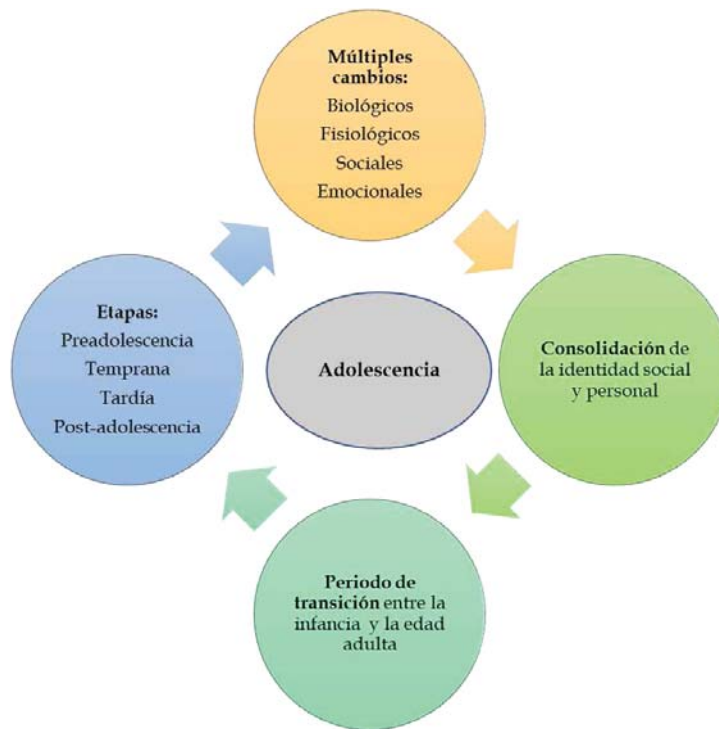 Múltiples
cambios:
Biológicos
Fisiológicos
Sociales
Emocionales
Etapas:
Preadolescencia
Temprana
Tardía
Post-adolescencia
Adolescencia
Consolidación de
la identidad social
y personal
Periodo de
transición entre la
infancia y la edad
adulta